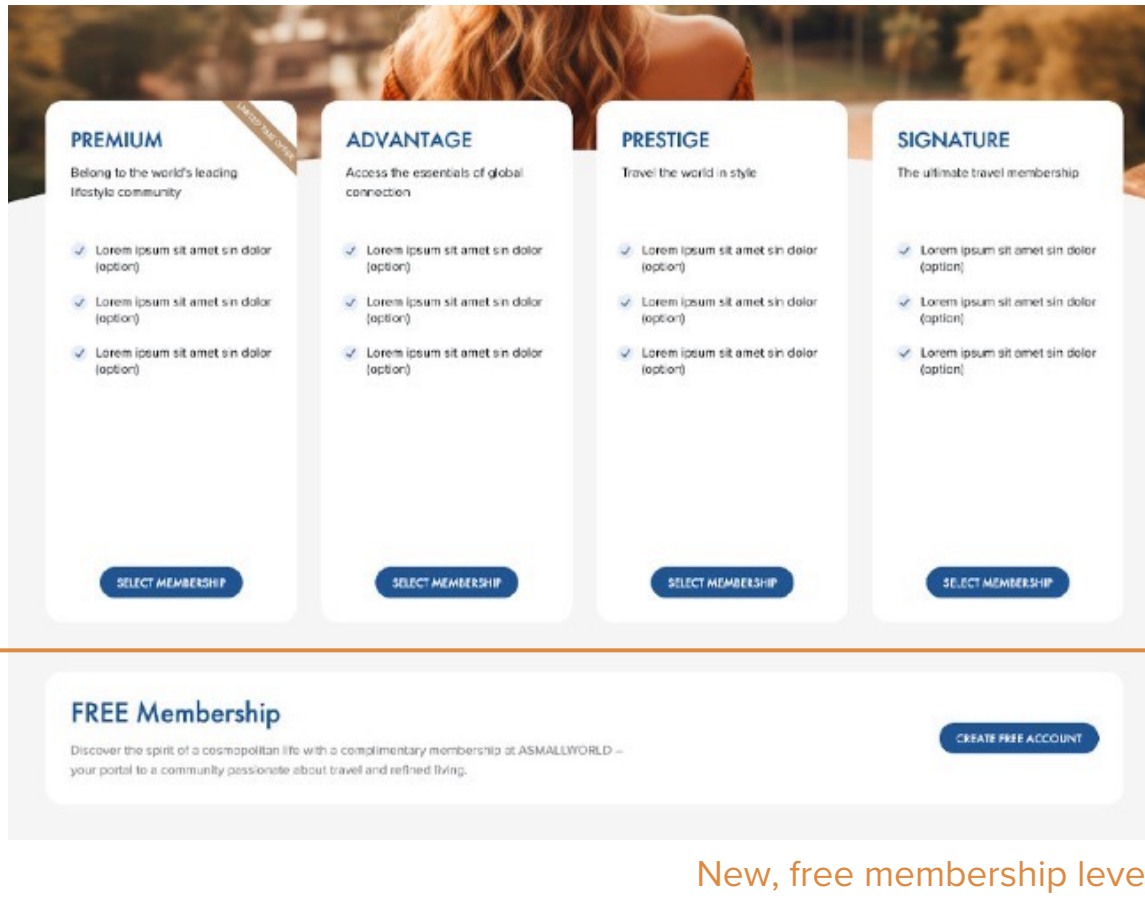 LIMITED TIME OFFER
PREMIUM
Belong to the world's leading
lifestyle community
Lorem ipsum sit amet sin dolor
(option)
Lorem ipsum sit amet sin dolor
(option)
Lorem ipsum sit amet sin dolor
(option)
SELECT MEMBERSHIP
ADVANTAGE
Access the essentials of global
connection
Lorem ipsum sit amet sin dolor
(option)
Lorem ipsum sit amet sin dolor
(option)
Lorem ipsum sit amet sin dolor
(option)
SELECT MEMBERSHIP
PRESTIGE
Travel the world in style
Lorem ipsum sit amet sin dolor
(option)
Lorem ipsum sit amet sin dolor
(option)
Lorem ipsum sit amet sin dolor
(option)
SELECT MEMBERSHIP
SIGNATURE
The ultimate travel membership
Lorem ipsum sit amet sin dolor
(option)
Lorem ipsum sit amet sin dolor
(option)
Lorem ipsum sit amet sin dolor
(option)
SELECT MEMBERSHIP
FREE Membership
Discover the spirit of a cosmopolitan life with a complimentary membership at ASMALLWORLD –
your portal to a community passionate about travel and refined living.
CREATE FREE ACCOUNT
New, free membership leve